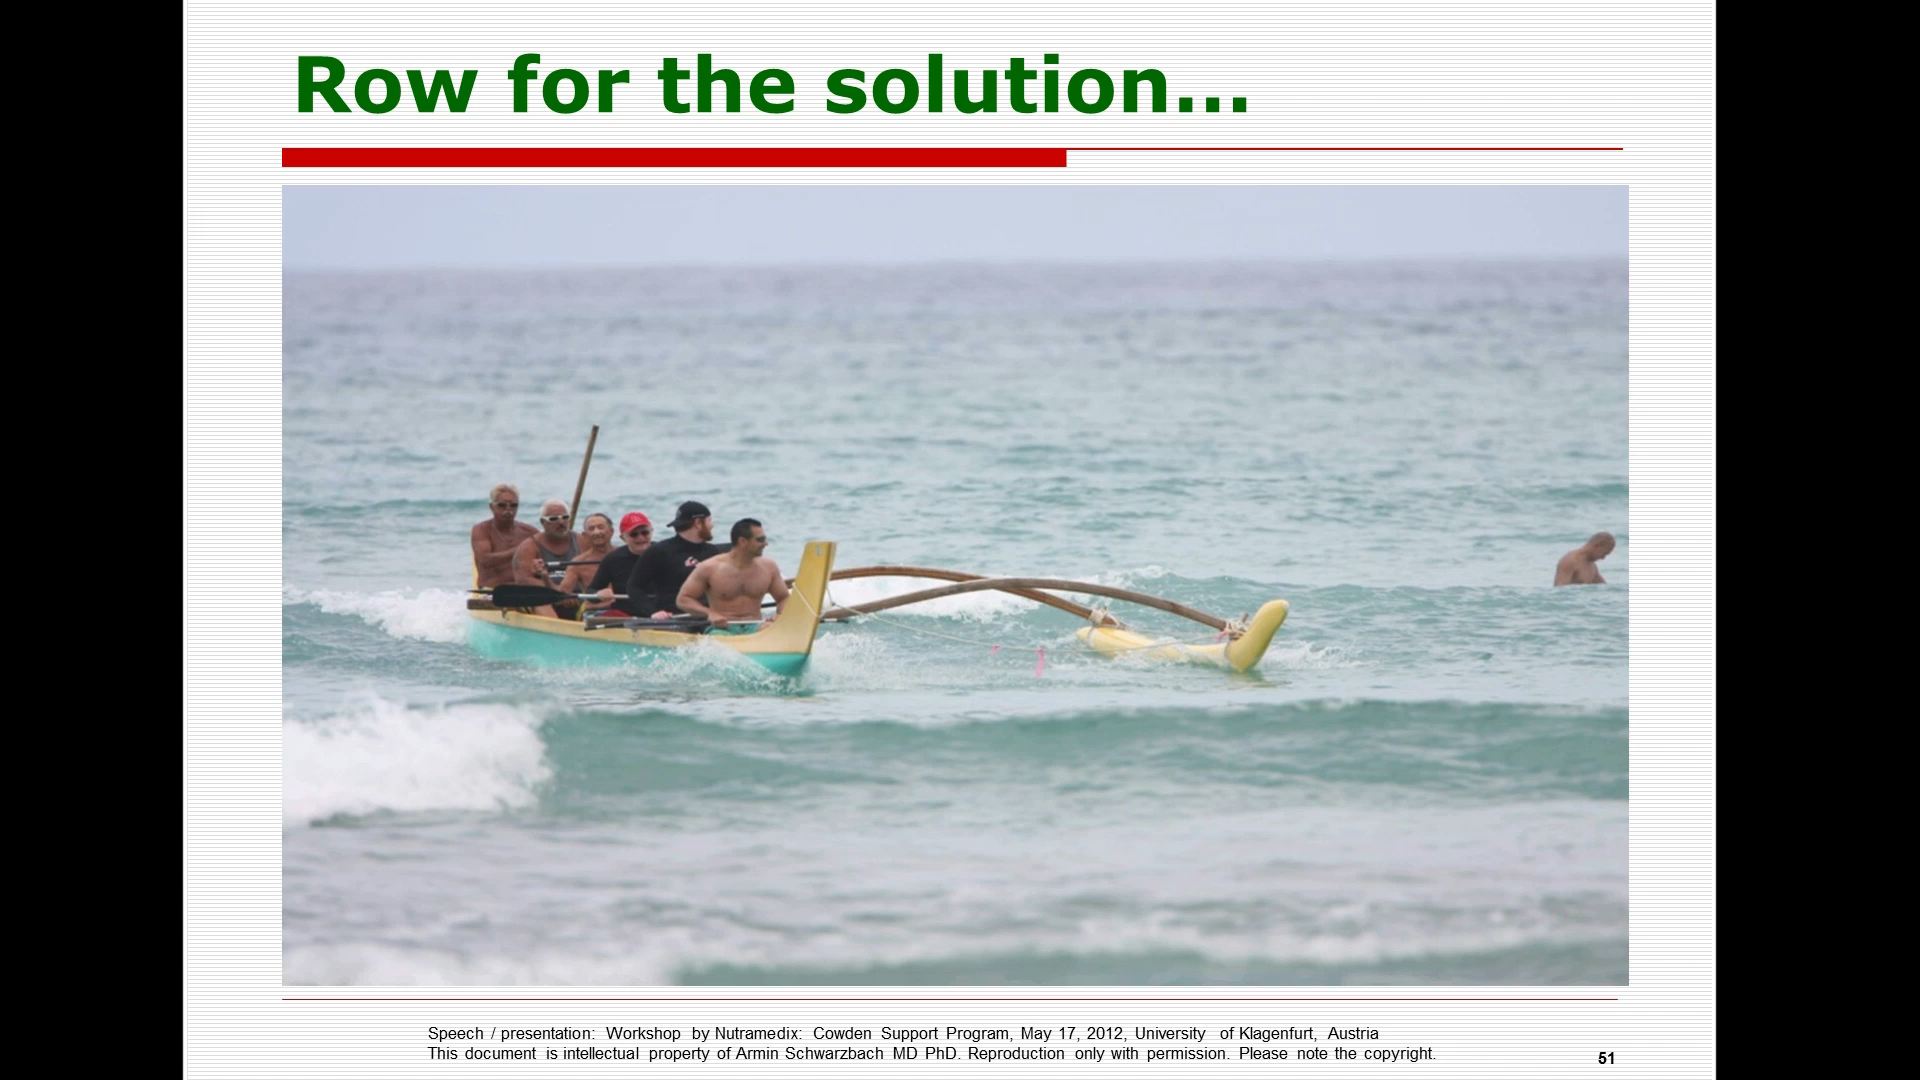 Row for the solution...
Speech / presentation: Workshop by Nutramedix: Cowden Support Program, May 17, 2012, University of Klagenfurt, Austria
This document is intellectual property of Armin Schwarzbach MD PhD. Reproduction only with permission. Please note the copyright.
51